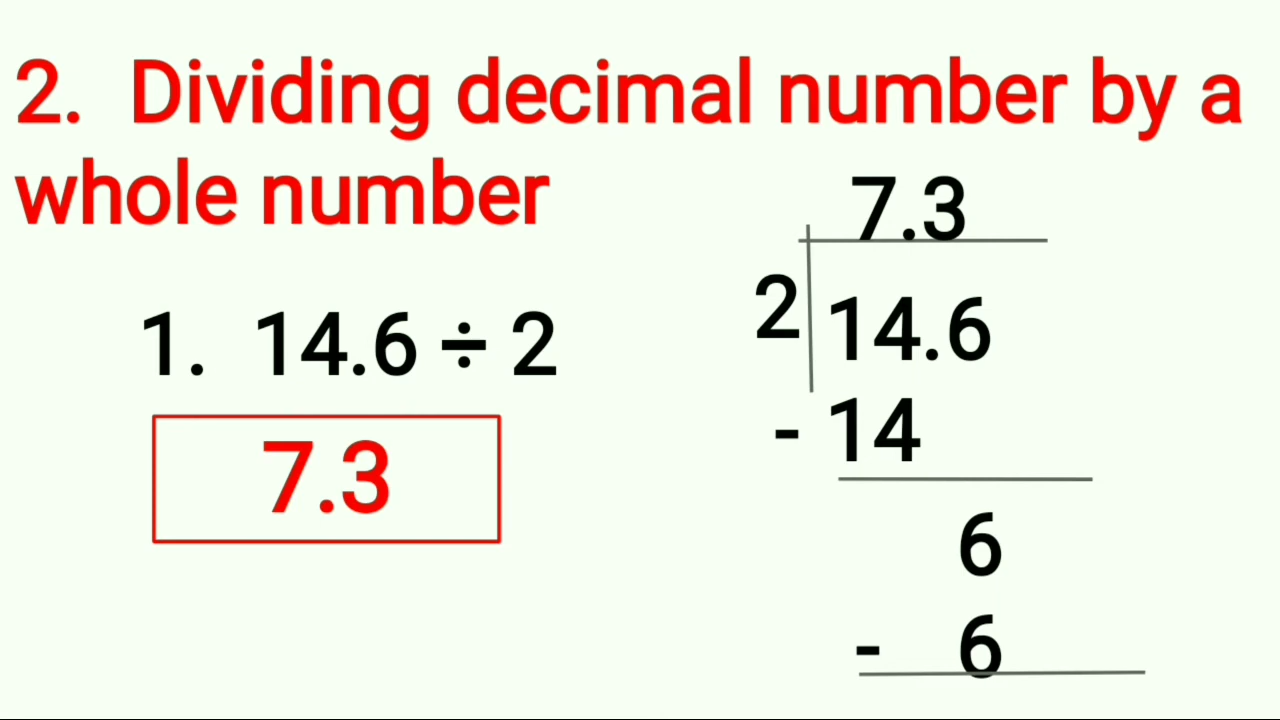 2. Dividing decimal number by a
whole number
1. 14.6 ÷ 2
7.3
7.3
2 14.6
- 14
6
- 6